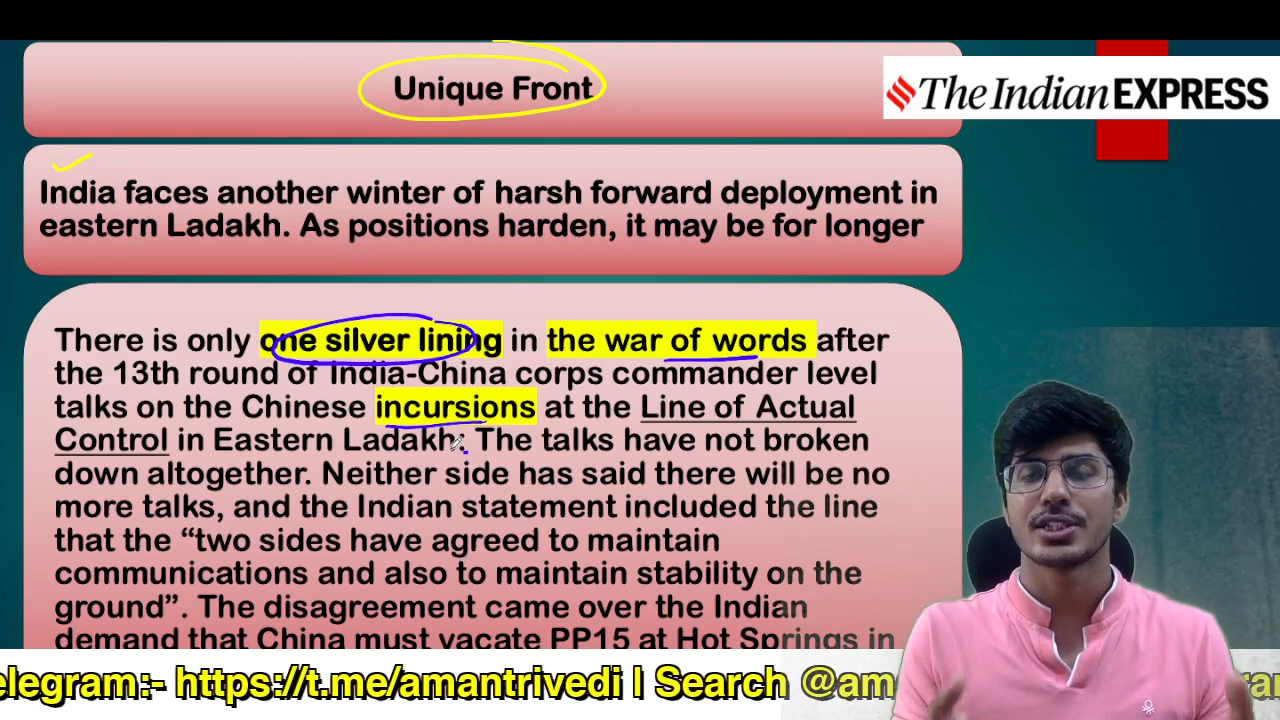 Unique Front
The Indian EXPRESS
India faces another winter of harsh forward deployment in
eastern Ladakh. As positions harden, it may be for longer
There is only one silver lining in the war of words after
the 13th round of India-China corps commander level
talks on the Chinese incursions at the Line of Actual
Control in Eastern Ladakh: The talks have not broken
down altogether. Neither side has said there will be no
more talks, and the Indian statement included the line
that the “two sides have agreed to maintain
communications and also to maintain stability on the
ground”. The disagreement came over the Indian
demand that China must vacate PP15 at Hot Springs in
elegram:- https://t.me/amantrivedi I Search @am